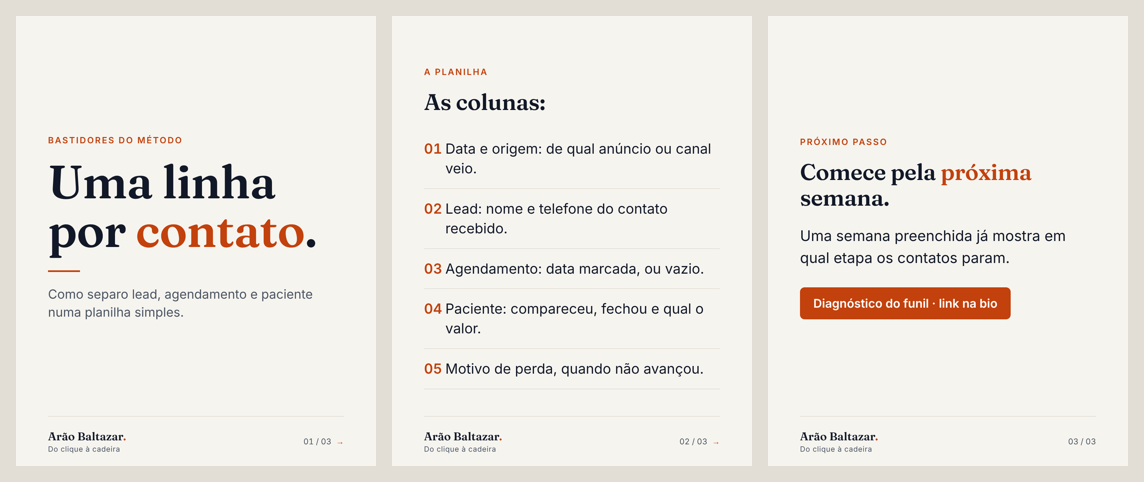 BASTIDORES DO MÉTODO
Uma linha
por contato.
Como separo lead, agendamento e paciente
numa planilha simples.
Arão Baltazar.
Do clique à cadeira
01 / 03 →
A PLANILHA
As colunas:
01 Data e origem: de qual anúncio ou canal
veio.
02 Lead: nome e telefone do contato
recebido.
03 Agendamento: data marcada, ou vazio.
04 Paciente: compareceu, fechou e qual o
valor.
05 Motivo de perda, quando não avançou.
Arão Baltazar.
Do clique à cadeira
02 / 03 →
PRÓXIMO PASSO
Comece pela próxima
semana.
Uma semana preenchida já mostra em
qual etapa os contatos param.
Diagnóstico do funil · link na bio
Arão Baltazar.
Do clique à cadeira
03 / 03